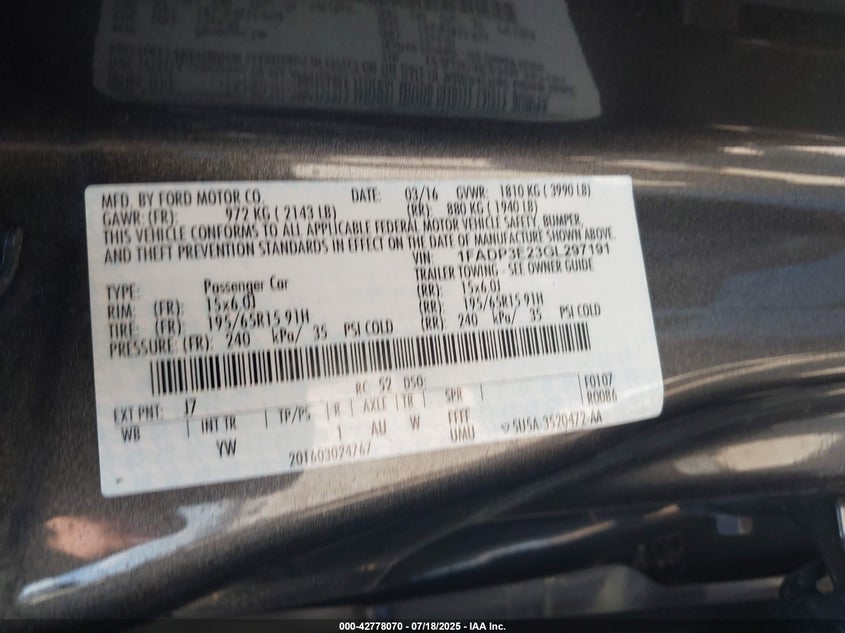 MFD. BY FORD MOTOR CO. DATE: 03/16 GVWR: 1810 KG ( 3990 LB)
GAWR: (FR): 972 KG ( 2143 LB) (RR): 880 KG ( 1940 LB)
THIS VEHICLE CONFORMS TO ALL APPLICABLE FEDERAL MOTOR VEHICLE SAFETY, BUMPER,
AND THEFT PREVENTION STANDARDS IN EFFECT ON THE DATE OF MANUFACTURE SHOWN ABOVE.
VIN: 1FADP3E23GL297191
TYPE: Passenger Car TRAILER TOWING - SEE OWNER GUIDE
RIM: (FR): 15x6.0J (RR): 15x6.0J
TIRE: (FR): 195/65R15 91H (RR): 195/65R15 91H
PRESSURE: (FR): 240 kPa/ 35 PSI COLD (RR): 240 kPa/ 35 PSI COLD
RC: 52 DSO: F0107
EXT PNT: J7 R0086
WB INT TR TP/PS R AXLE TR SPR
YW 1 AU W FFFF
UMU 5U5A-3520472-AA
201603024767
000-42778070 - 07/18/2025 - IAA Inc.